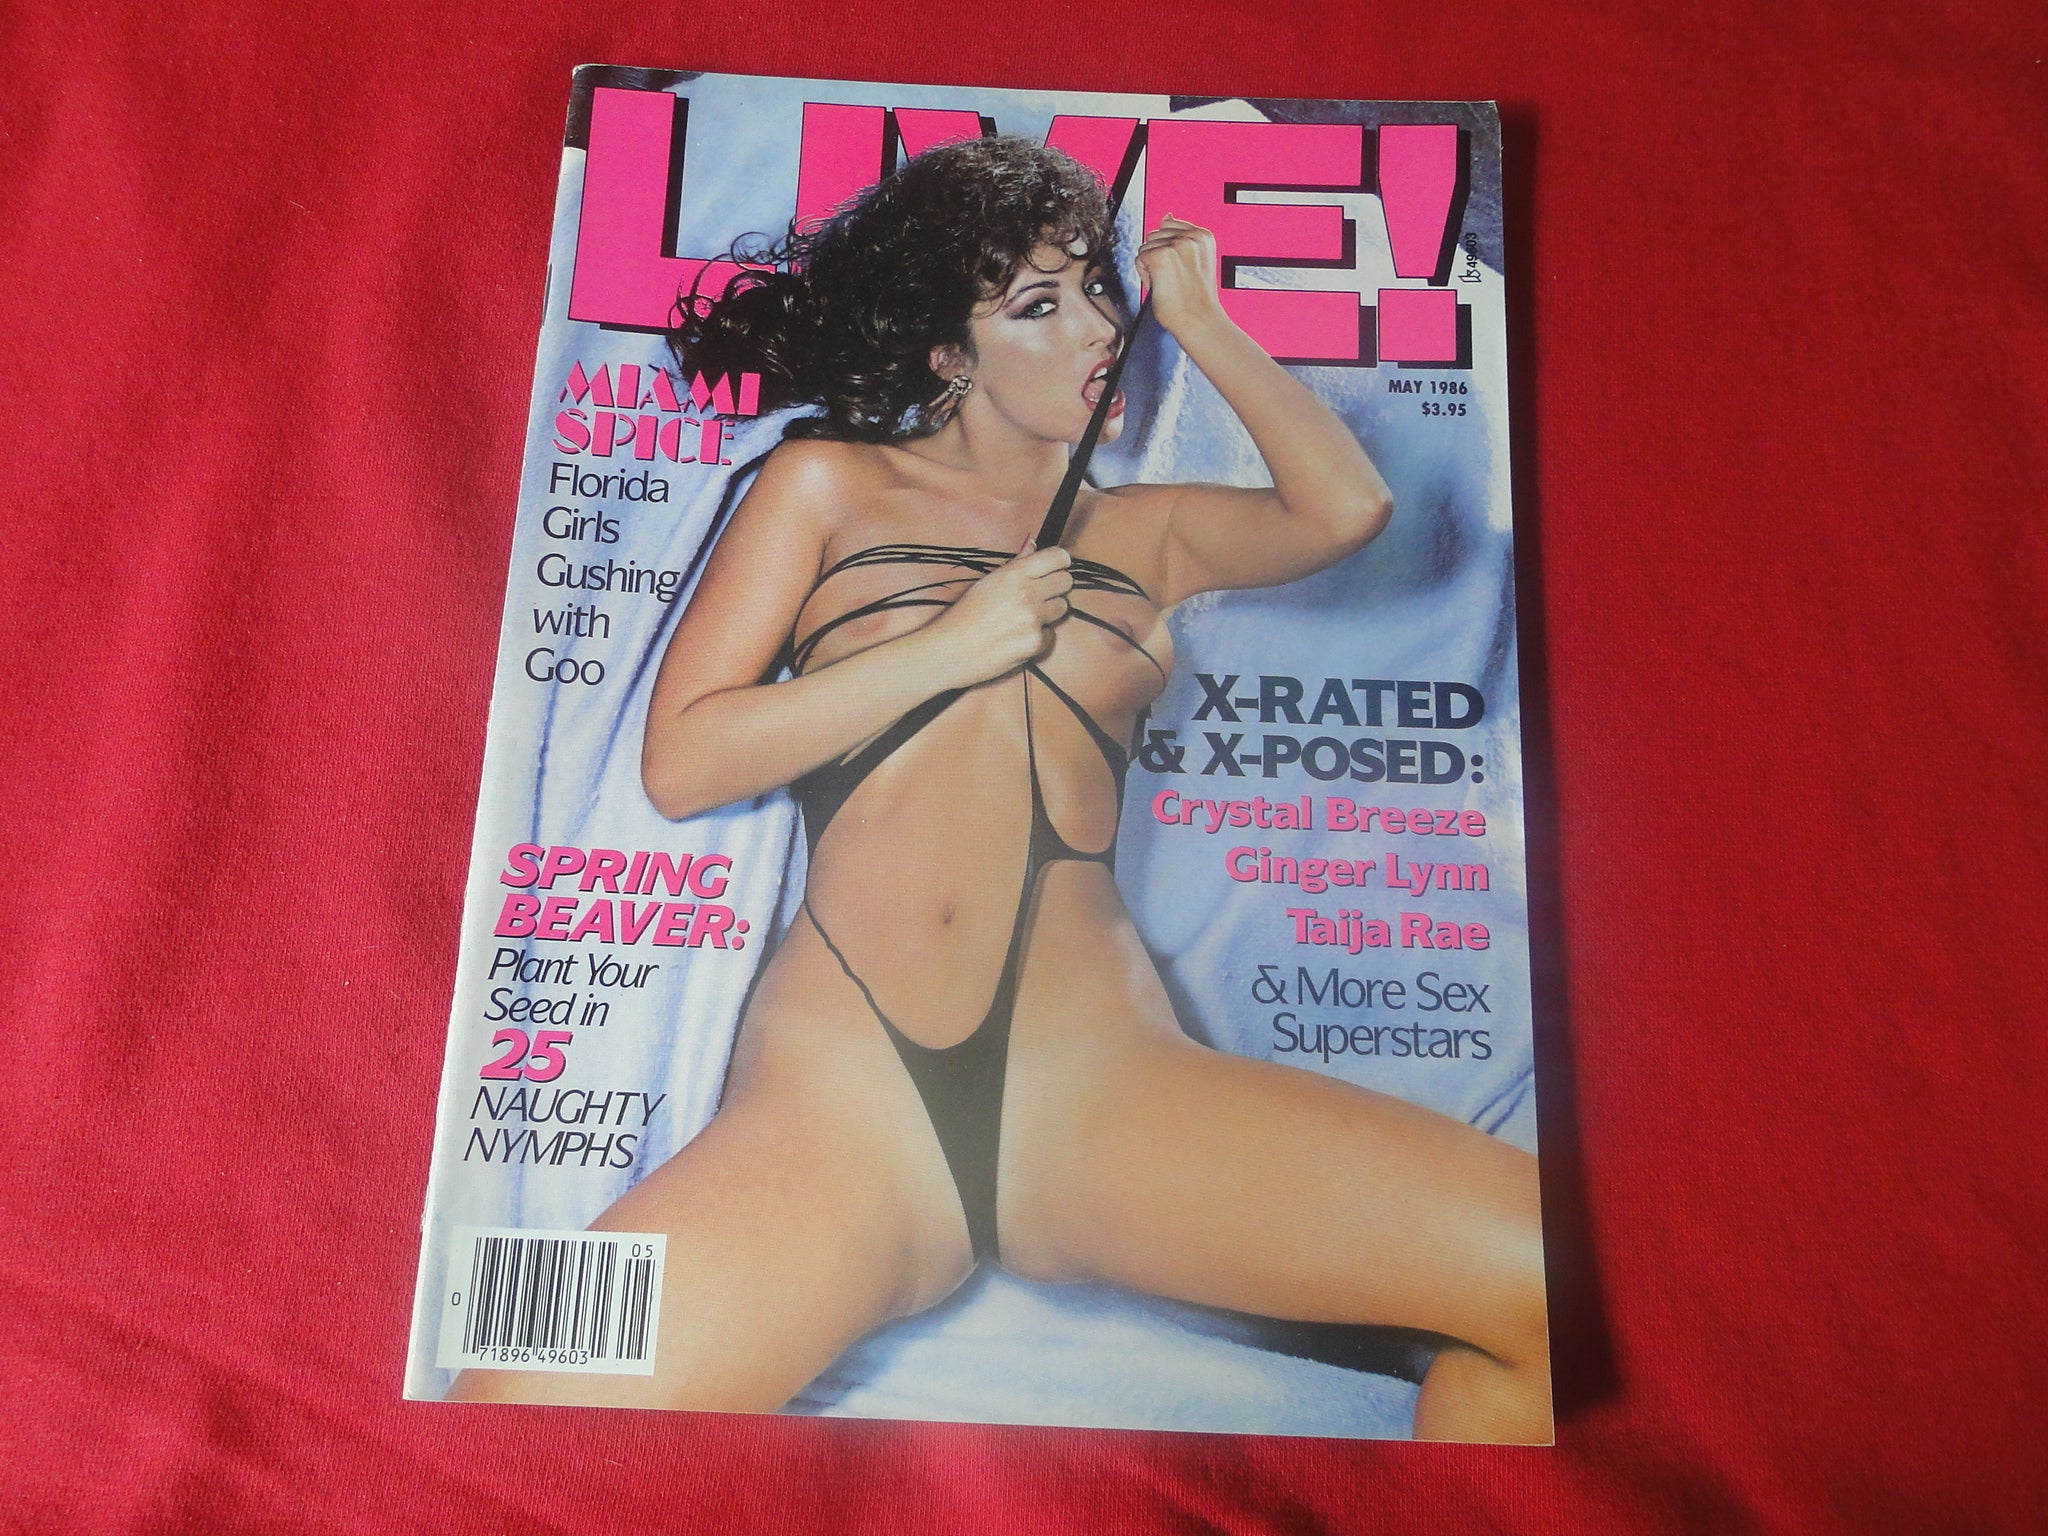 LIVE!
49603
MAY 1986
$3.95
MIAMI
SPICE
Florida
Girls
Gushing
with
Goo
X-RATED
& X-POSED:
Crystal Breeze
Ginger Lynn
Taija Rae
& More Sex
Superstars
SPRING
BEAVER:
Plant Your
Seed in
25
NAUGHTY
NYMPHS
05
0
71896 49603